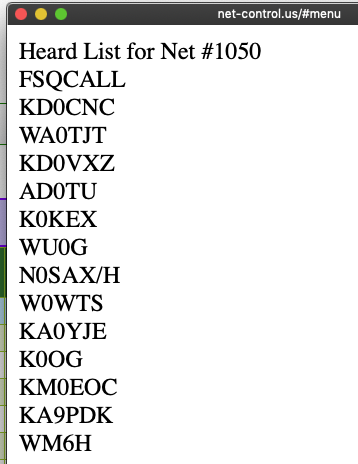 net-control.us/#menu
Heard List for Net #1050
FSQCALL
KD0CNC
WA0TJT
KD0VXZ
AD0TU
K0KEX
WU0G
N0SAX/H
W0WTS
KA0YJE
K0OG
KM0EOC
KA9PDK
WM6H